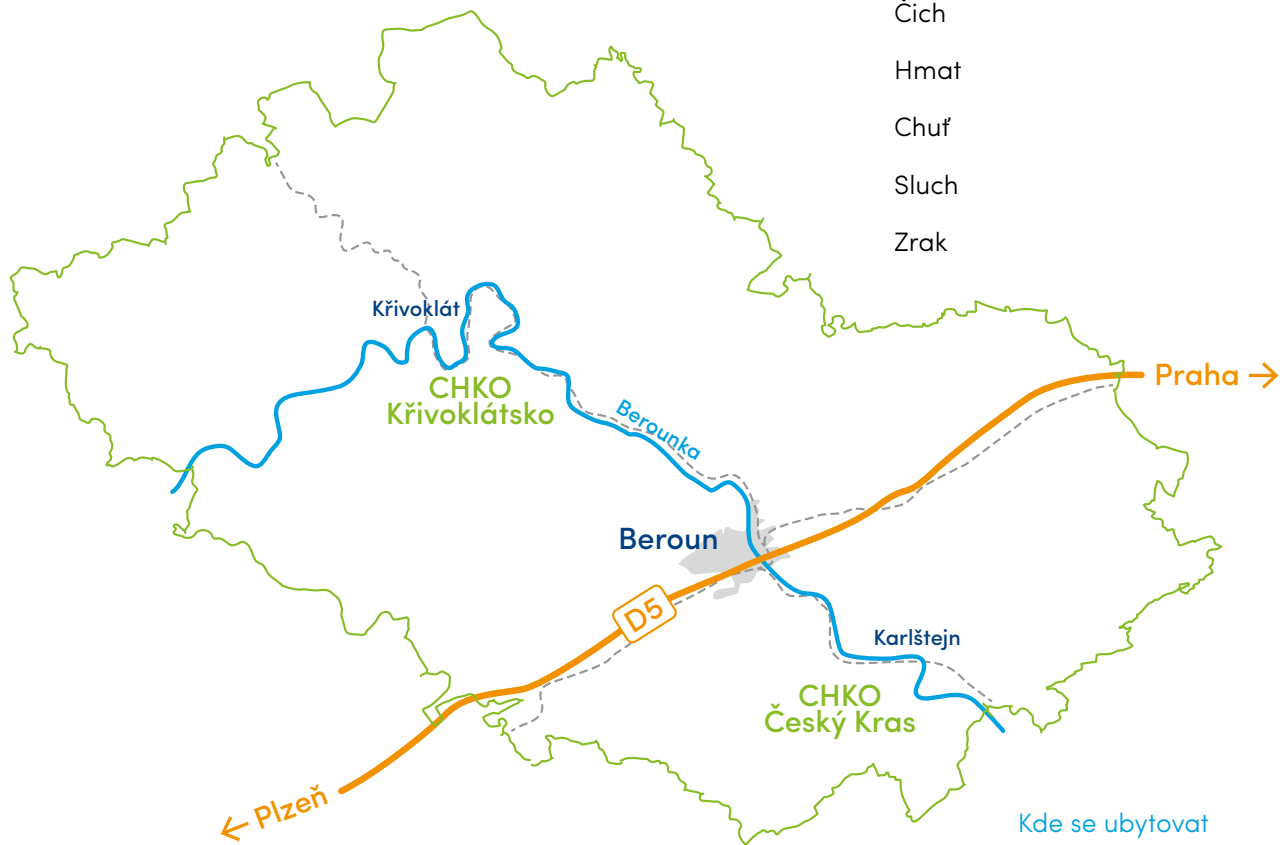 Čich
Hmat
Chuť
Sluch
Zrak
Křivoklát
Praha →
CHKO
Křivoklátsko
Berounka
Beroun
D5
Karlštejn
CHKO
Český Kras
← Plzeň
Kde se ubytovat